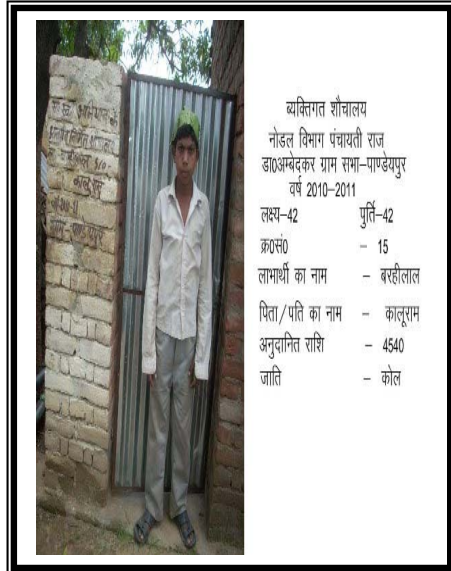 व्यक्तिगत शौचालय
नोडल विभाग पंचायती राज
डा0अम्बेदकर ग्राम सभा–पाण्डेयपुर
वर्ष 2010–2011
लक्ष्य–42 पुर्ति–42
क्र0सं0 – 15
लाभार्थी का नाम – बरहीलाल
पिता/पति का नाम – कालूराम
अनुदानित राशि – 4540
जाति – कोल